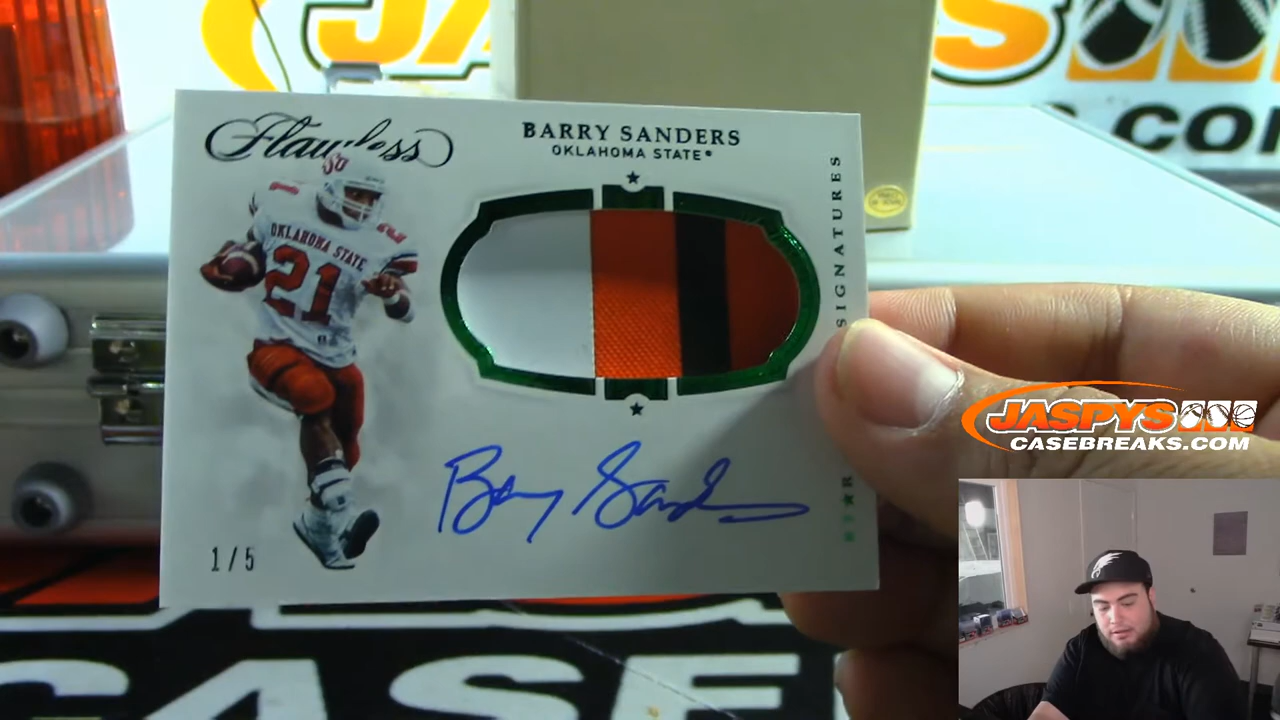 Flawless
BARRY SANDERS
OKLAHOMA STATE
OKLAHOMA STATE
21
SIGNATURES
Barry Sanders
1/5
JASPYS
CASEBREAKS.COM